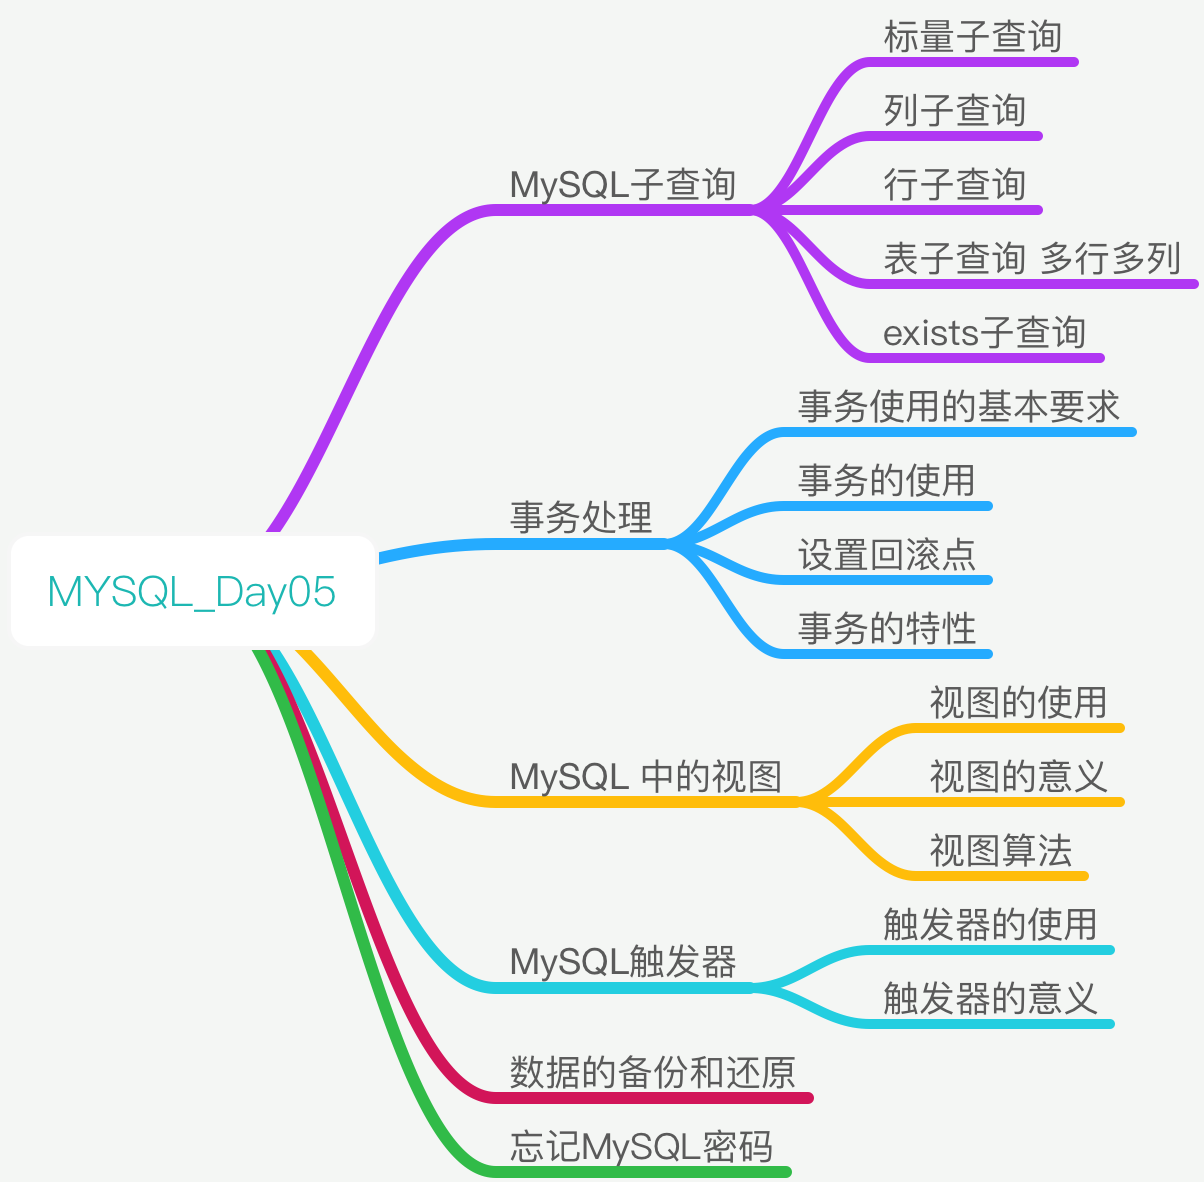 MYSQL_Day05
MySQL子查询
标量子查询
列子查询
行子查询
表子查询 多行多列
exists子查询
事务处理
事务使用的基本要求
事务的使用
设置回滚点
事务的特性
MySQL 中的视图
视图的使用
视图的意义
视图算法
MySQL触发器
触发器的使用
触发器的意义
数据的备份和还原
忘记MySQL密码